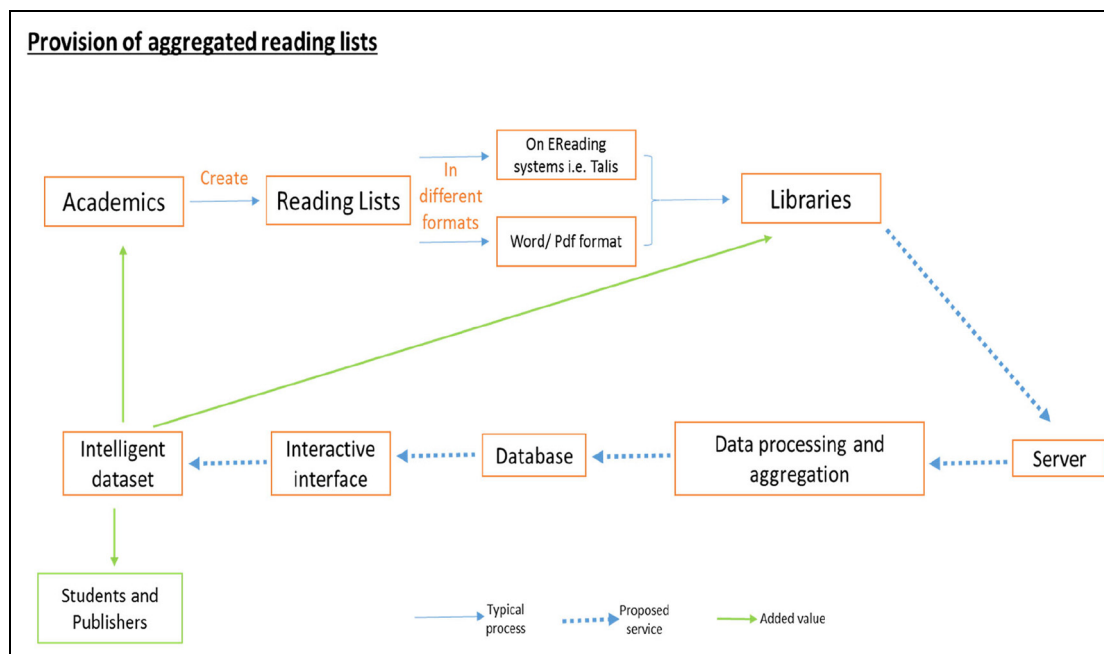 Provision of aggregated reading lists
On EReading
systems i.e. Talis
Create
In
different
formats
Academics
Reading Lists
Libraries
Word/ Pdf format
Intelligent
dataset
Interactive
interface
Database
Data processing and
aggregation
Server
Students and
Publishers
Typical
process
Proposed
service
Added value